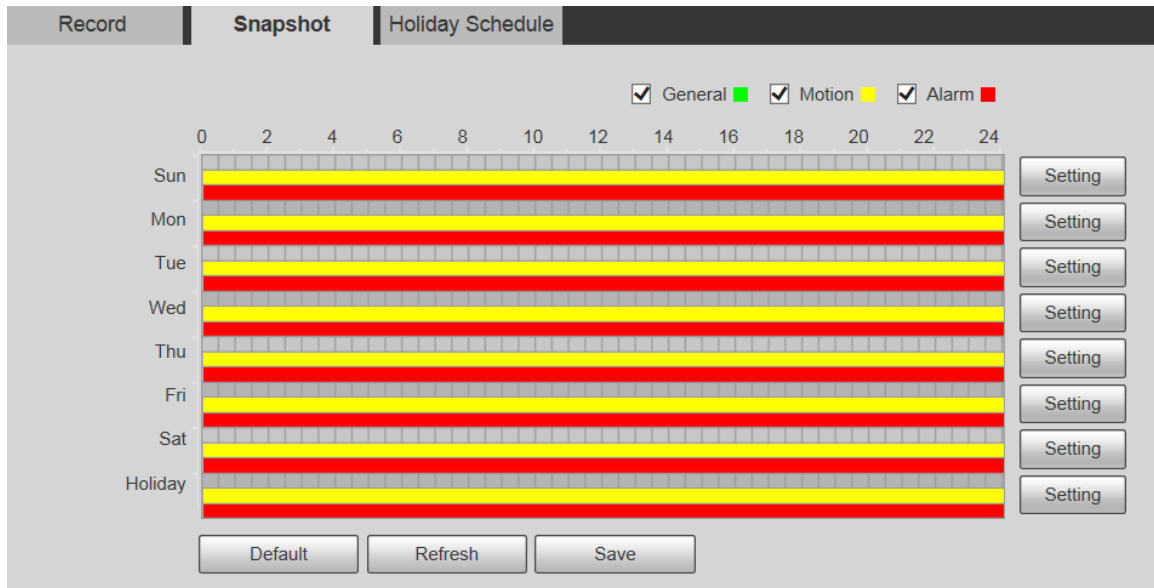 Record Snapshot Holiday Schedule
General Motion Alarm
0 2 4 6 8 10 12 14 16 18 20 22 24
Sun Setting
Mon Setting
Tue Setting
Wed Setting
Thu Setting
Fri Setting
Sat Setting
Holiday Setting
Default Refresh Save